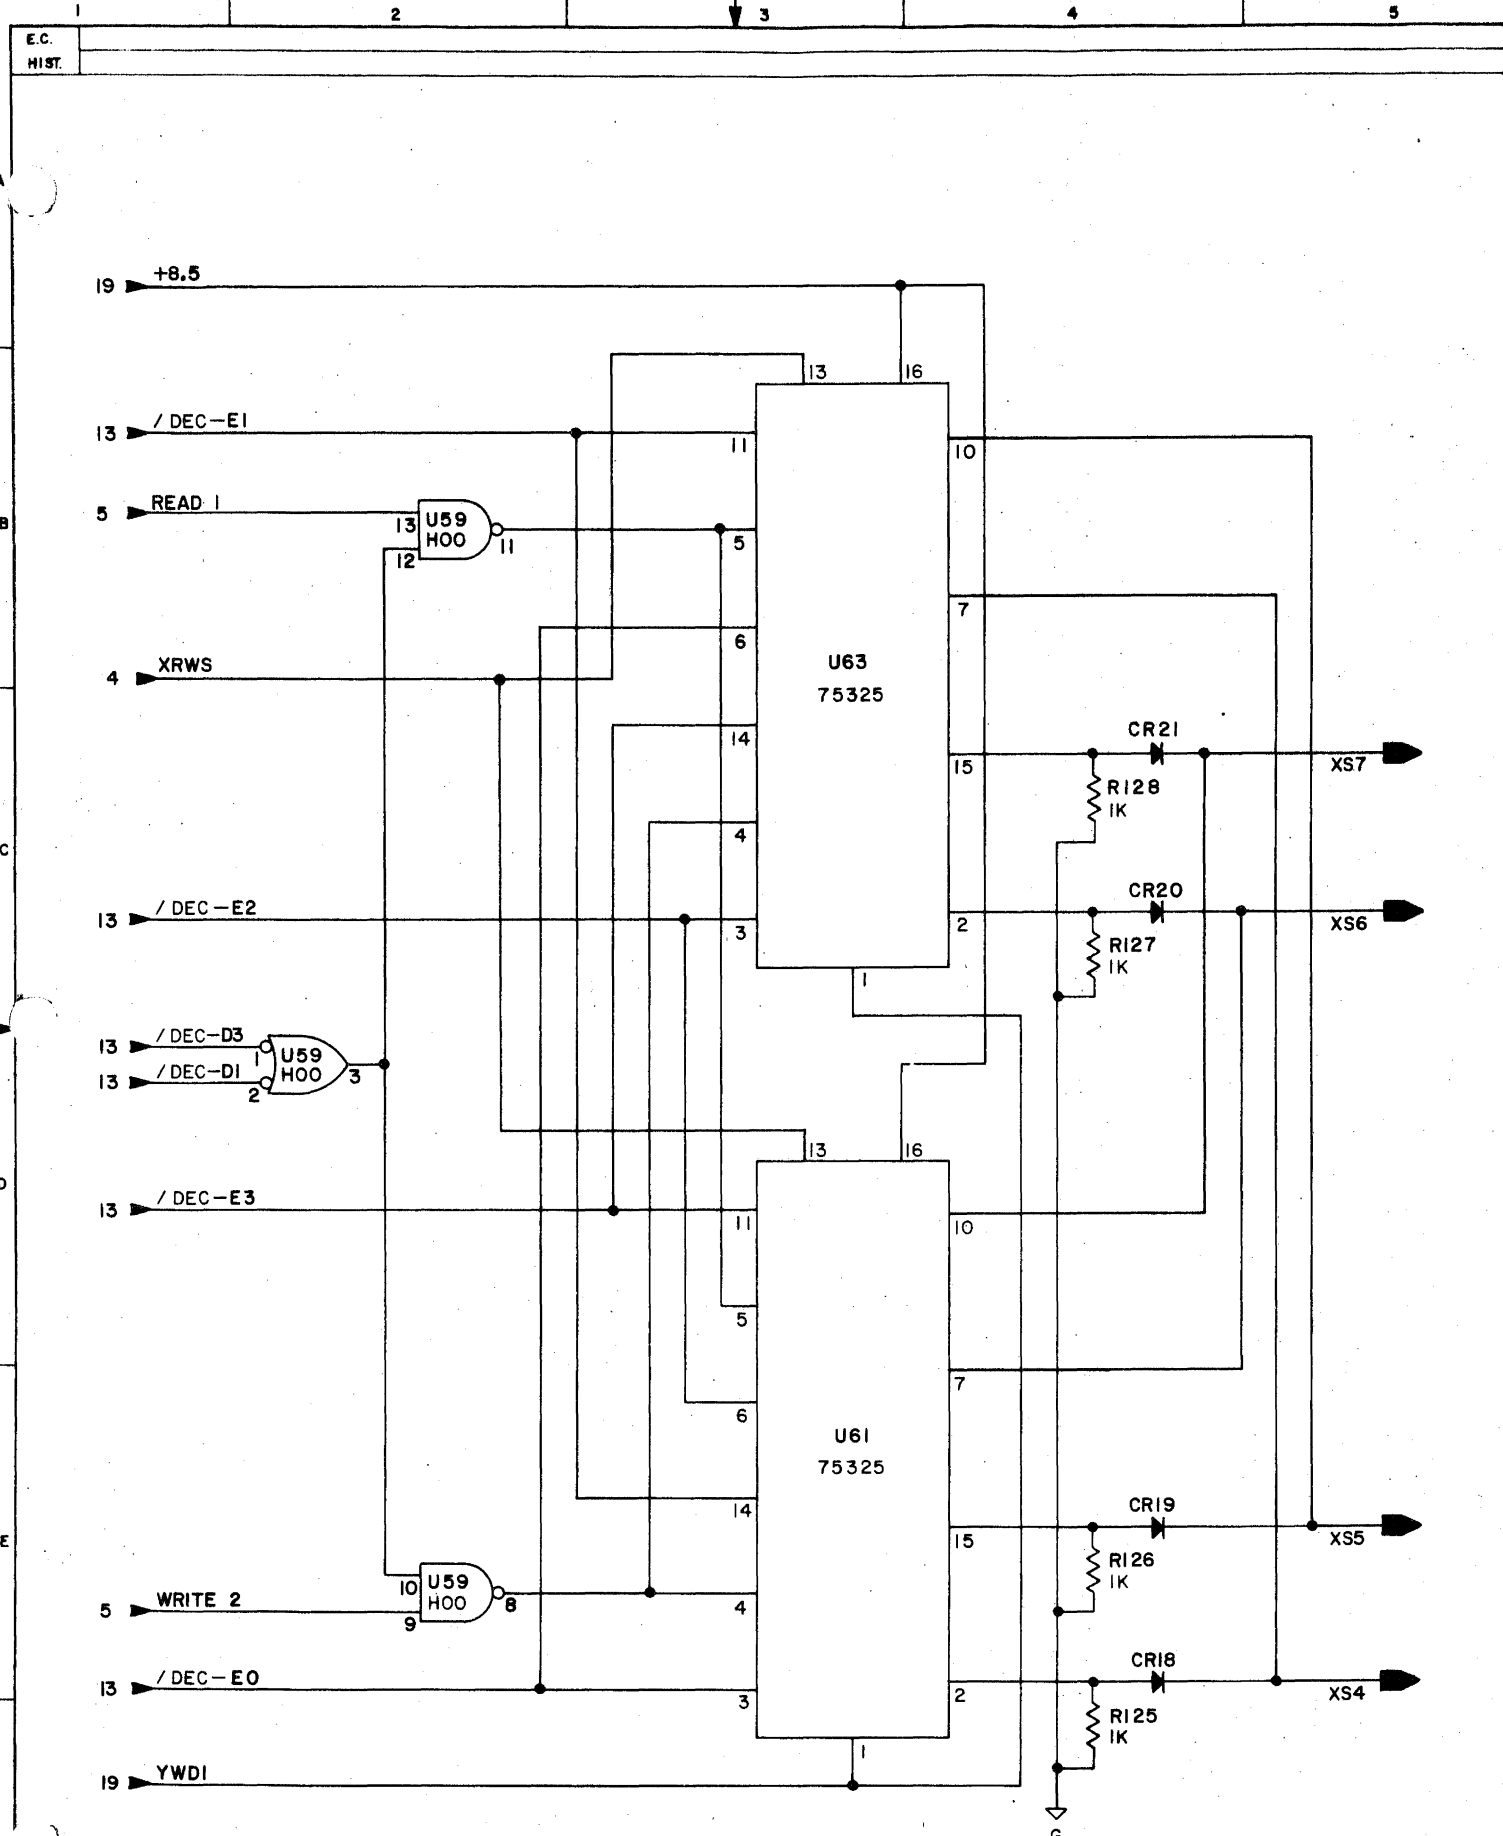 1 2 3 4 5
E.C.
HIST.
19 +8.5
13 16
13 /DEC-E1
11 10
5 READ 1
13 U59
H00
12 11
5
7
6
4 XRWS
U63
75325
14
15
CR21
XS7
R128
1K
4
13 /DEC-E2
3
2
CR20
XS6
R127
1K
1
13 /DEC-D3
1 U59
H00 3
13 /DEC-D1
2
13 16
13 /DEC-E3
11 10
5
7
6
U61
75325
14
15
CR19
XS5
R126
1K
10 U59
H00 8
5 WRITE 2
9
4
13 /DEC-E0
3
2
CR18
XS4
R125
1K
1
19 YWD1
B
C
D
E